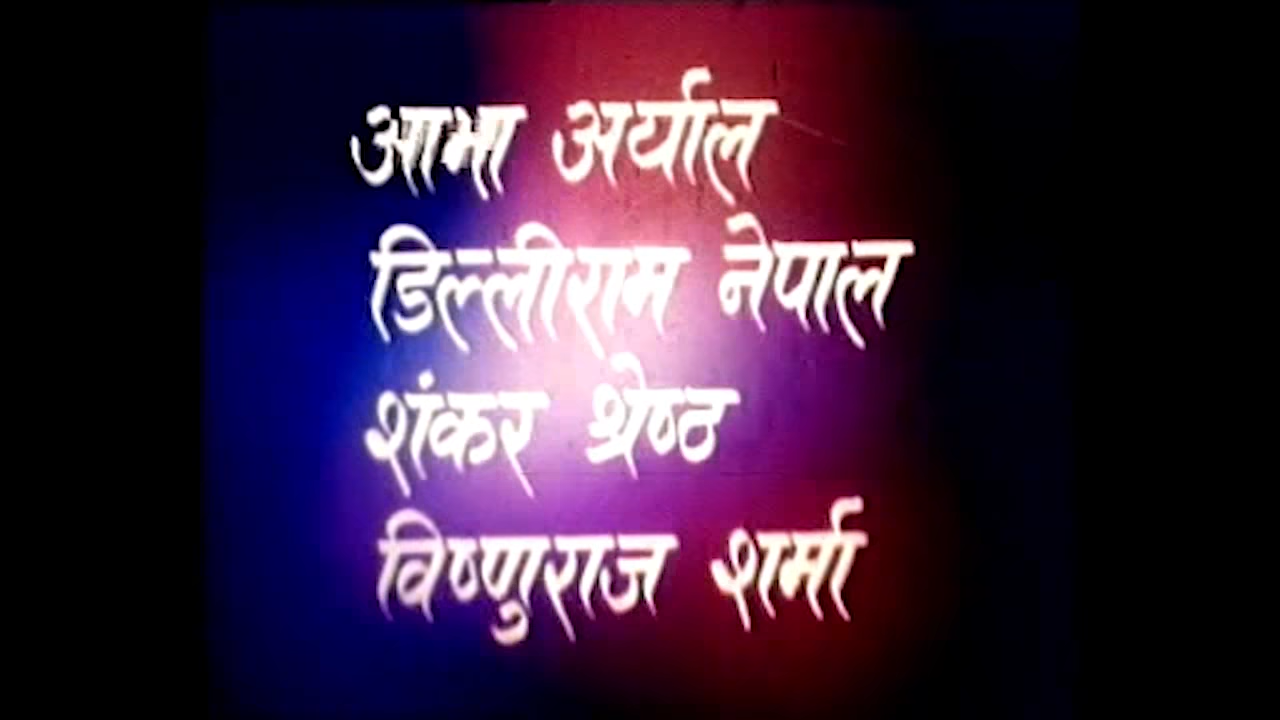 आभा अर्याल
डिल्लीराम नेपाल
शंकर श्रेष्ठ
विष्णुराज शर्मा